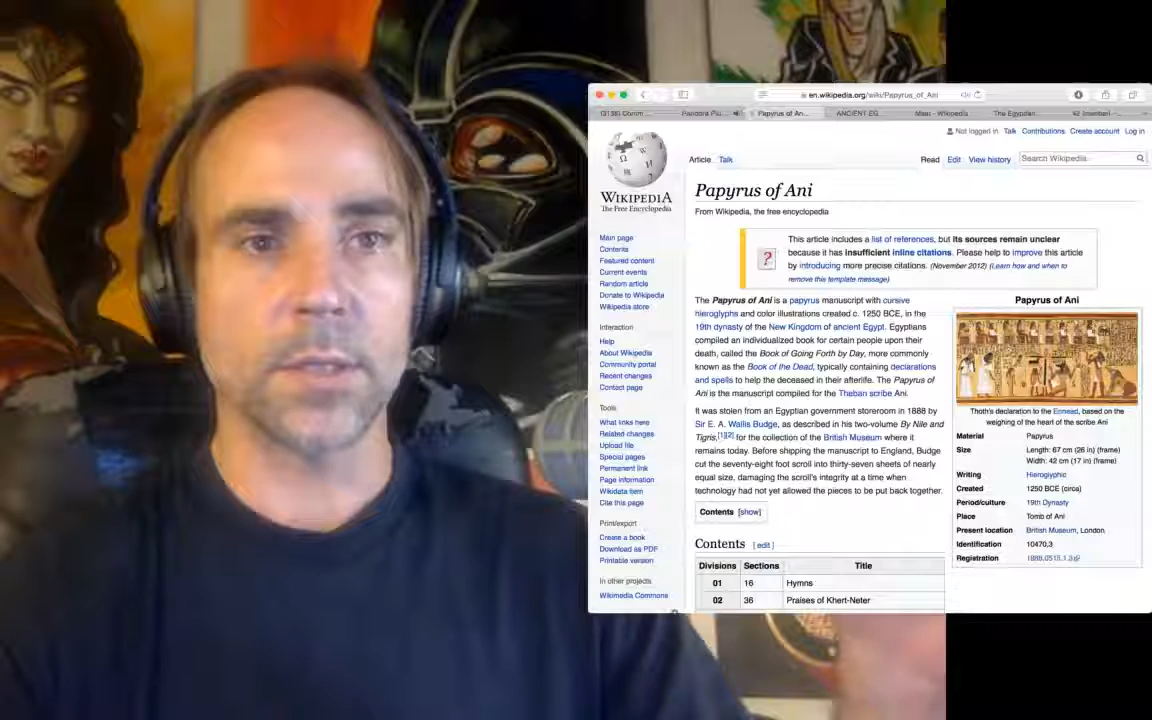 en.wikipedia.org/wiki/Papyrus_of_Ani
Pandora Plu...
Papyrus of An...
ANCIENT EG...
Maat - Wikipedia
The Egyptian...
Not logged in Talk Contributions Create account Log in
Article Talk
Read Edit View history
Search Wikipedia
WIKIPEDIA
The Free Encyclopedia
Main page
Contents
Featured content
Current events
Random article
Donate to Wikipedia
Wikipedia store
Interaction
Help
About Wikipedia
Community portal
Recent changes
Contact page
Tools
What links here
Related changes
Upload file
Special pages
Permanent link
Page information
Wikidata item
Cite this page
Print/export
Create a book
Download as PDF
Printable version
In other projects
Wikimedia Commons
Papyrus of Ani
From Wikipedia, the free encyclopedia
This article includes a list of references, but its sources remain unclear
because it has insufficient inline citations. Please help to improve this article
by introducing more precise citations. (November 2012) (Learn how and when to
remove this template message)
The Papyrus of Ani is a papyrus manuscript with cursive
hieroglyphs and color illustrations created c. 1250 BCE, in the
19th dynasty of the New Kingdom of ancient Egypt. Egyptians
compiled an individualized book for certain people upon their
death, called the Book of Going Forth by Day, more commonly
known as the Book of the Dead, typically containing declarations
and spells to help the deceased in their afterlife. The Papyrus of
Ani is the manuscript compiled for the Theban scribe Ani.
It was stolen from an Egyptian government storeroom in 1888 by
Sir E. A. Wallis Budge, as described in his two-volume By Nile and
Tigris,[1][2] for the collection of the British Museum where it
remains today. Before shipping the manuscript to England, Budge
cut the seventy-eight foot scroll into thirty-seven sheets of nearly
equal size, damaging the scroll's integrity at a time when
technology had not yet allowed the pieces to be put back together.
Contents [show]
Contents [ edit ]
Divisions Sections Title
01 16 Hymns
02 36 Praises of Khert-Neter
Papyrus of Ani
Thoth's declaration to the Ennead, based on the
weighing of the heart of the scribe Ani
Material Papyrus
Size Length: 67 cm (26 in) (frame)
Width: 42 cm (17 in) (frame)
Writing Hieroglyphic
Created 1250 BCE (circa)
Period/culture 19th Dynasty
Place Tomb of Ani
Present location British Museum, London
Identification 10470,3
Registration